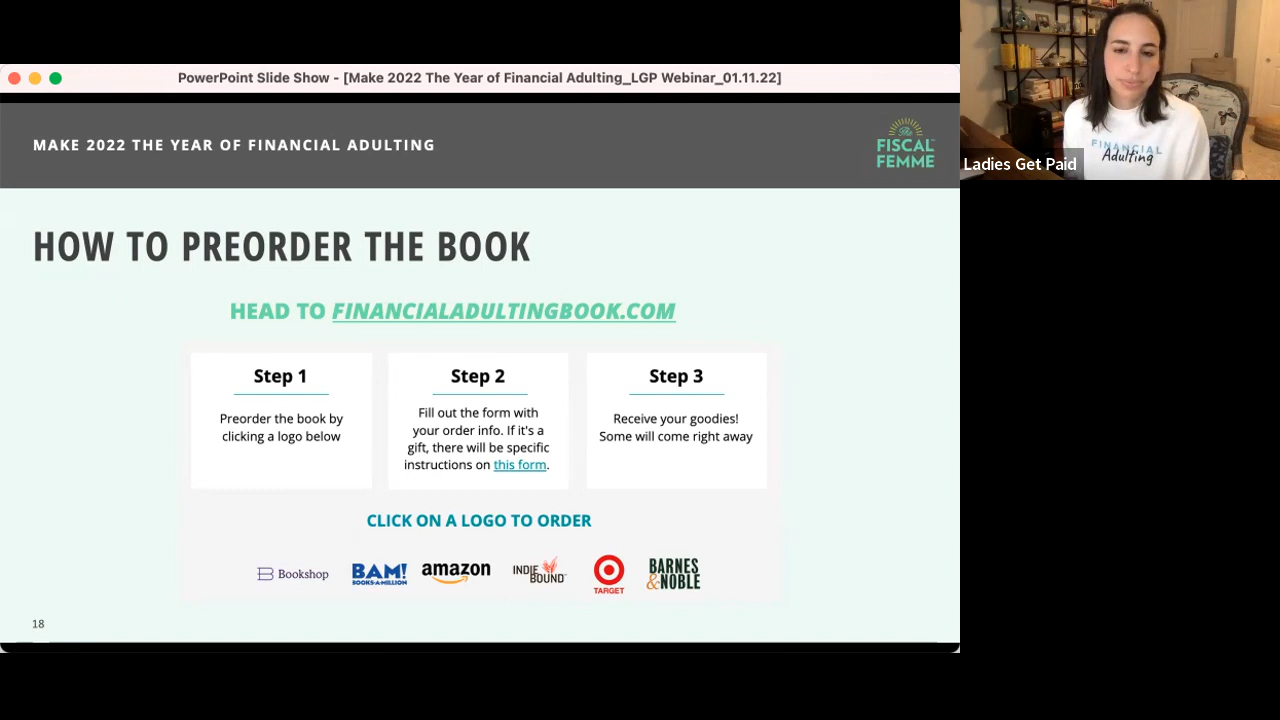 PowerPoint Slide Show - [Make 2022 The Year of Financial Adulting_LGP Webinar_01.11.22]
MAKE 2022 THE YEAR OF FINANCIAL ADULTING
The
FISCAL
FEMME
Ladies Get Paid
FINANCIAL
Adulting
HOW TO PREORDER THE BOOK
HEAD TO FINANCIALADULTINGBOOK.COM
Step 1
Preorder the book by
clicking a logo below
Step 2
Fill out the form with
your order info. If it's a
gift, there will be specific
instructions on this form.
Step 3
Receive your goodies!
Some will come right away
CLICK ON A LOGO TO ORDER
Bookshop
BAM!
BOOKS-A-MILLION
amazon
INDIE
BOUND
TARGET
BARNES
&NOBLE
18